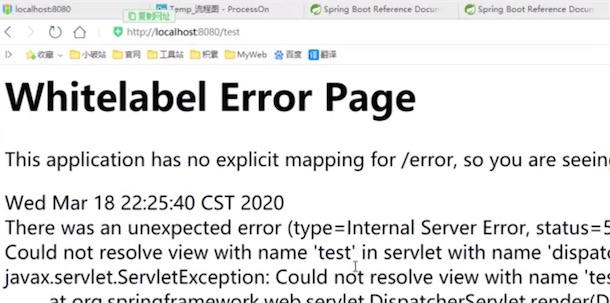 localhost:8080 Temp_流程图 - ProcessOn Spring Boot Reference Docun Spring Boot Reference Docun
复制网址
http://localhost:8080/test
收藏 小破站 官网 工具站 积累 MyWeb 百度 翻译
Whitelabel Error Page
This application has no explicit mapping for /error, so you are seein
Wed Mar 18 22:25:40 CST 2020
There was an unexpected error (type=Internal Server Error, status=5
Could not resolve view with name 'test' in servlet with name 'dispatc
javax.servlet.ServletException: Could not resolve view with name 'te
at org.springframework.web.servlet.DispatcherServlet.render(D